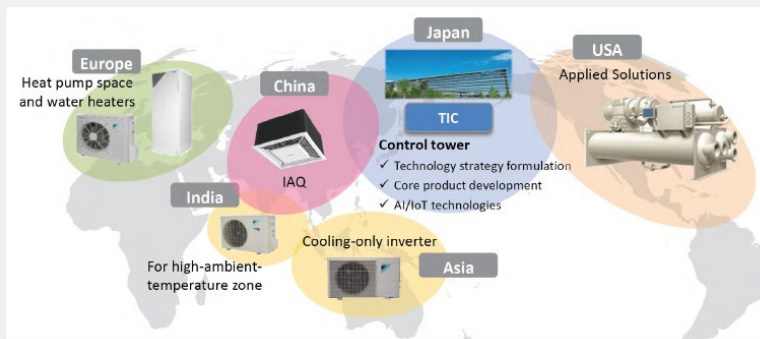 Europe
Heat pump space
and water heaters
China
IAQ
India
For high-ambient-
temperature zone
Cooling-only inverter
Asia
Japan
TIC
Control tower
✓ Technology strategy formulation
✓ Core product development
✓ AI/IoT technologies
USA
Applied Solutions